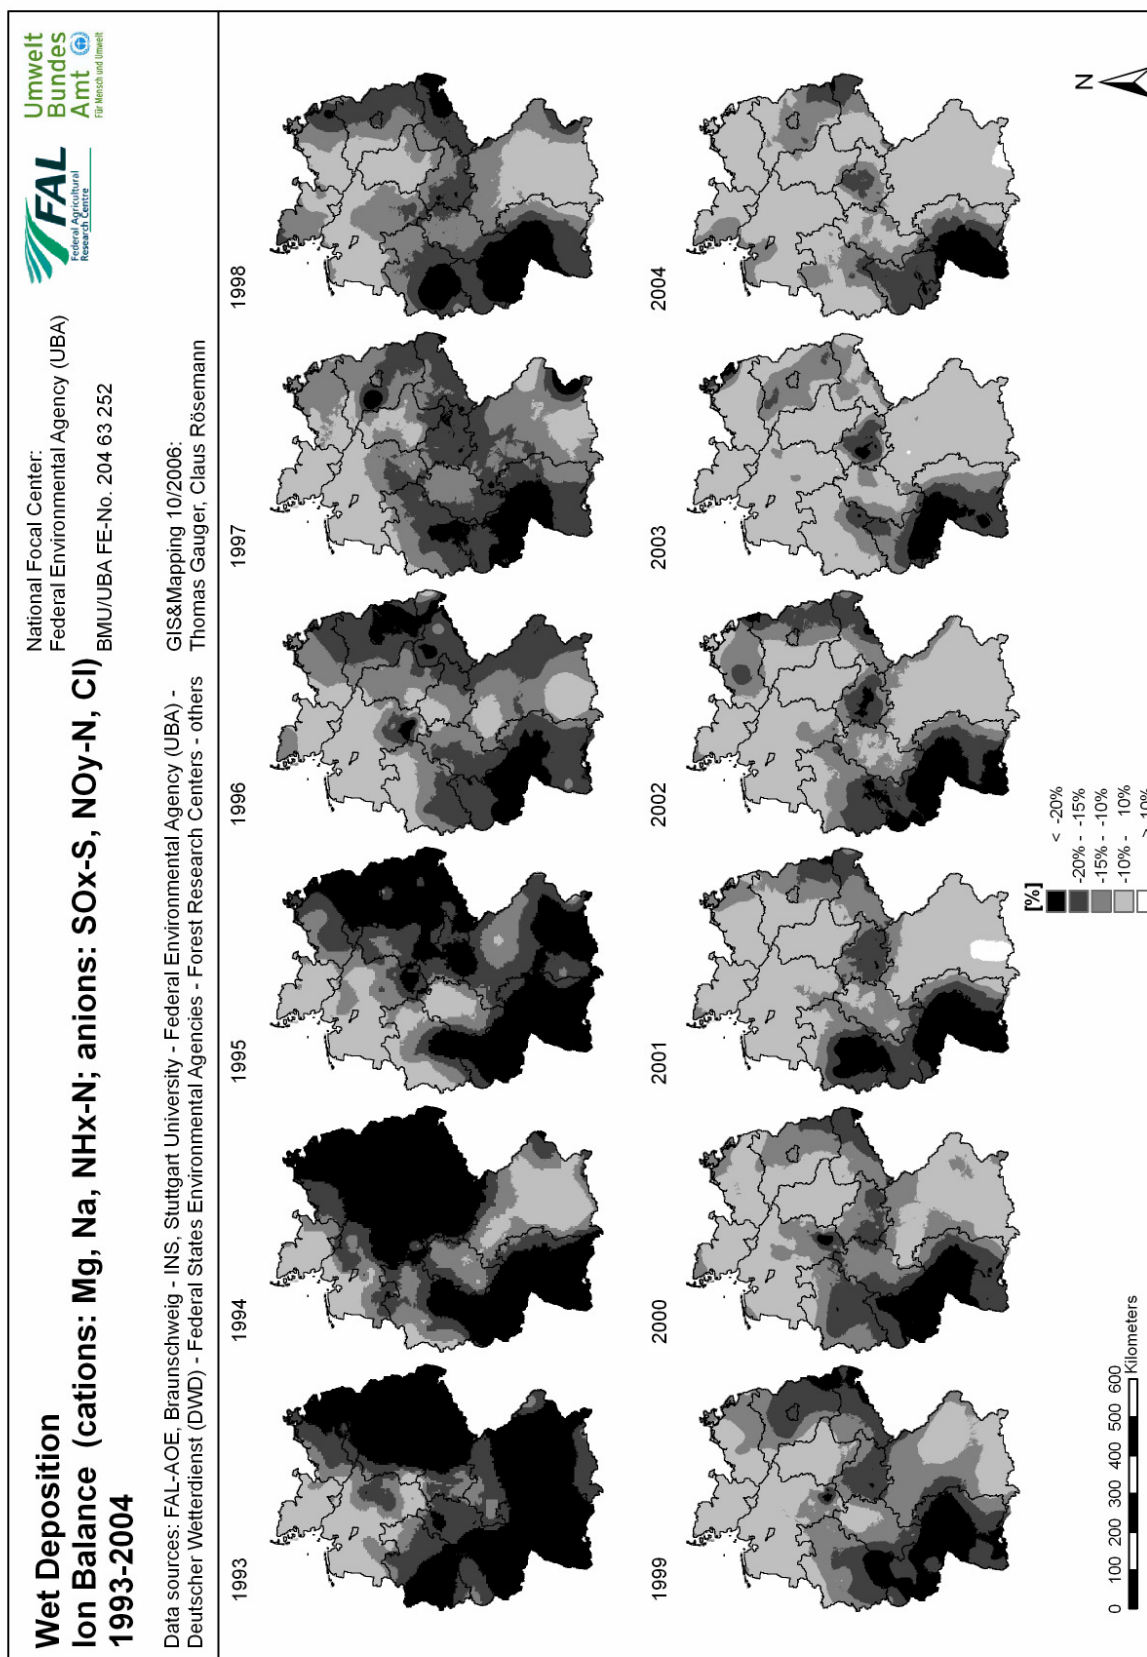 Wet Deposition
Ion Balance (cations: Mg, Na, NHx-N; anions: SOx-S, NOy-N, Cl)
1993-2004
National Focal Center:
Federal Environmental Agency (UBA)
BMU/UBA FE-No. 204 63 252
FAL
Federal Agricultural
Research Centre
Umwelt
Bundes
Amt
Für Mensch und Umwelt
Data sources: FAL-AOE, Braunschweig - INS, Stuttgart University - Federal Environmental Agency (UBA) -
Deutscher Wetterdienst (DWD) - Federal States Environmental Agencies - Forest Research Centers - others
GIS&Mapping 10/2006:
Thomas Gauger, Claus Rösemann
1993
1994
1995
1996
1997
1998
1999
2000
2001
2002
2003
2004
0 100 200 300 400 500 600
Kilometers
[%]
< -20%
-20% - -15%
-15% - -10%
-10% - 10%
> 10%
N